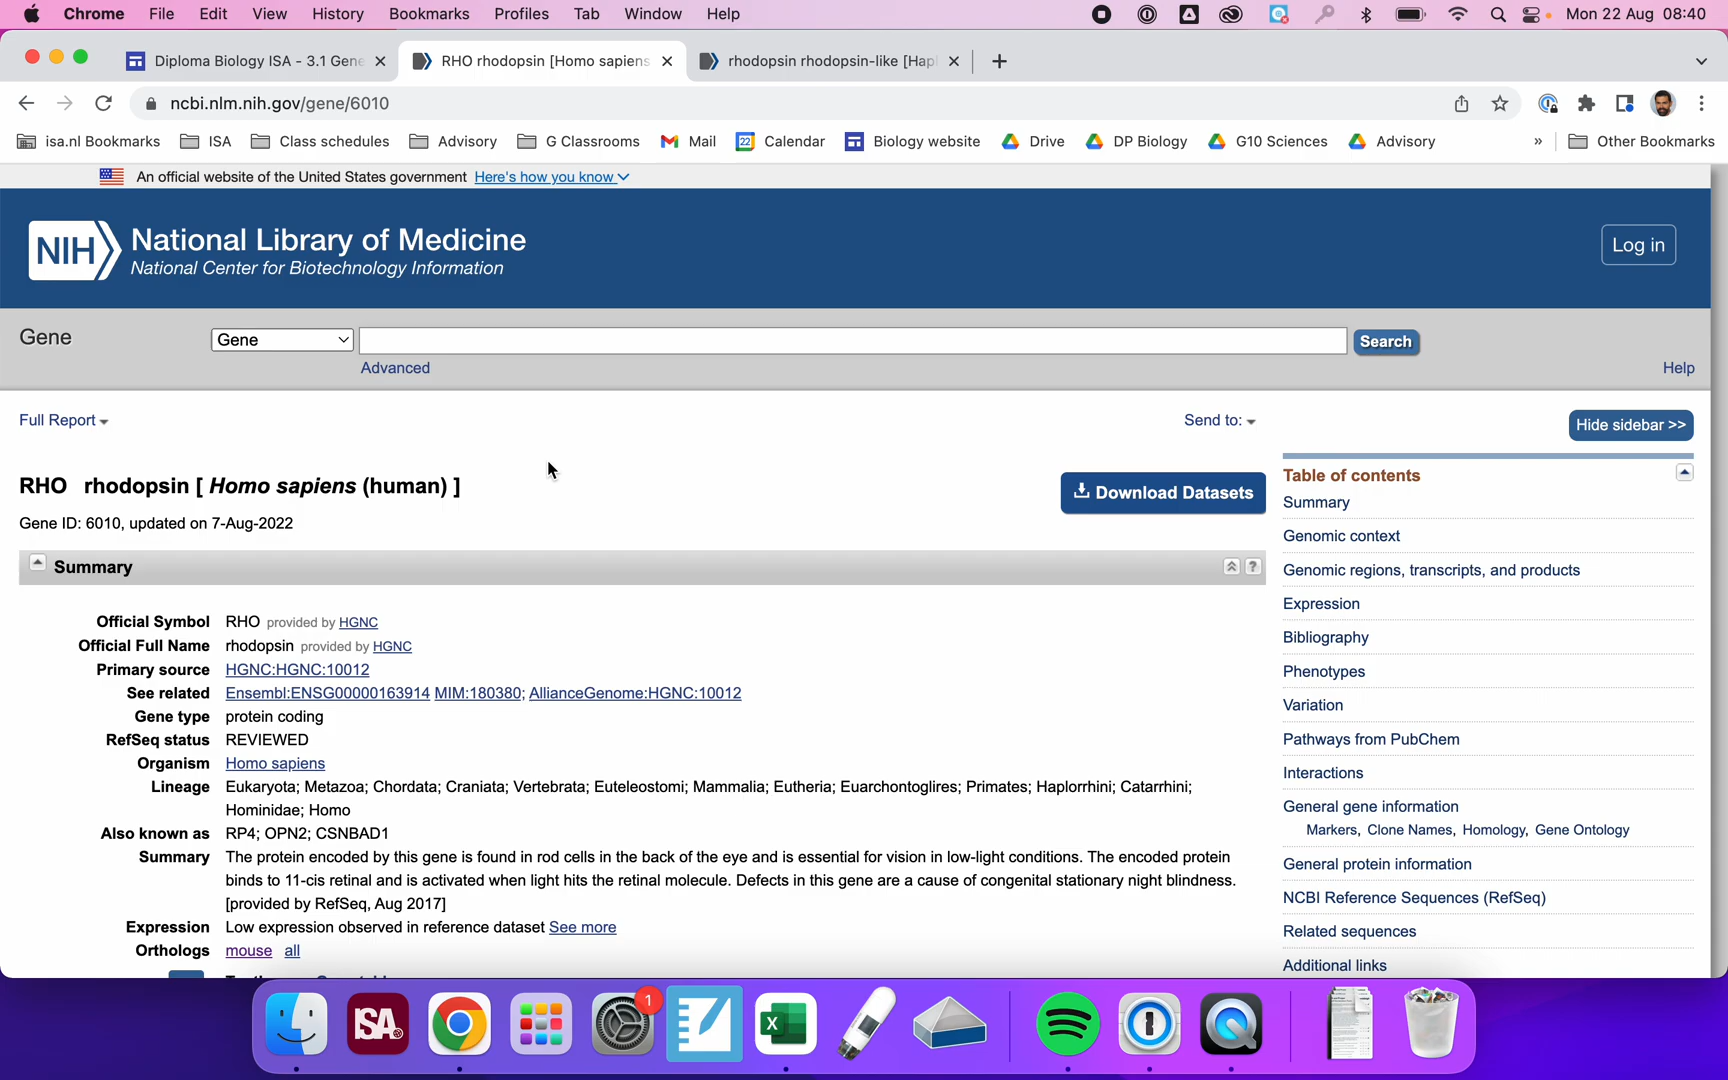 Chrome File Edit View History Bookmarks Profiles Tab Window Help Mon 22 Aug 08:40
Diploma Biology ISA - 3.1 Gene RHO rhodopsin [Homo sapiens rhodopsin rhodopsin-like [Hapl
ncbi.nlm.nih.gov/gene/6010
isa.nl Bookmarks ISA Class schedules Advisory G Classrooms Mail 22 Calendar Biology website Drive DP Biology G10 Sciences Advisory » Other Bookmarks
An official website of the United States government Here's how you know
NIH National Library of Medicine
National Center for Biotechnology Information
Log in
Gene Gene Search
Advanced
Help
Full Report Send to: Hide sidebar >>
RHO rhodopsin [ Homo sapiens (human) ]
Download Datasets
Gene ID: 6010, updated on 7-Aug-2022
Summary ?
Official Symbol RHO provided by HGNC
Official Full Name rhodopsin provided by HGNC
Primary source HGNC:HGNC:10012
See related Ensembl:ENSG00000163914 MIM:180380; AllianceGenome:HGNC:10012
Gene type protein coding
RefSeq status REVIEWED
Organism Homo sapiens
Lineage Eukaryota; Metazoa; Chordata; Craniata; Vertebrata; Euteleostomi; Mammalia; Eutheria; Euarchontoglires; Primates; Haplorrhini; Catarrhini;
Hominidae; Homo
Also known as RP4; OPN2; CSNBAD1
Summary The protein encoded by this gene is found in rod cells in the back of the eye and is essential for vision in low-light conditions. The encoded protein
binds to 11-cis retinal and is activated when light hits the retinal molecule. Defects in this gene are a cause of congenital stationary night blindness.
[provided by RefSeq, Aug 2017]
Expression Low expression observed in reference dataset See more
Orthologs mouse all
Table of contents
Summary
Genomic context
Genomic regions, transcripts, and products
Expression
Bibliography
Phenotypes
Variation
Pathways from PubChem
Interactions
General gene information
Markers, Clone Names, Homology, Gene Ontology
General protein information
NCBI Reference Sequences (RefSeq)
Related sequences
Additional links
ISA 1 X